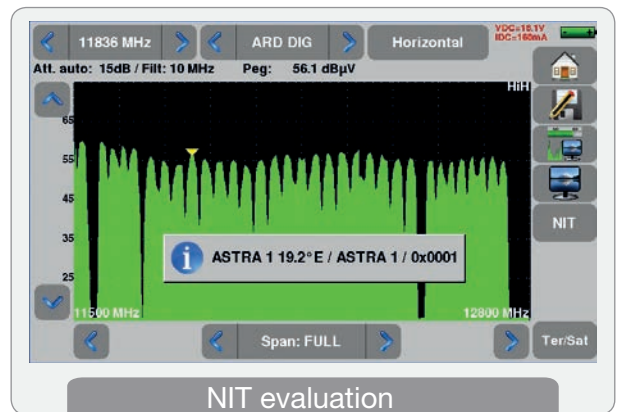 11836 MHz ARD DIG Horizontal VDC=18.1V
IDC=160mA
Att. auto: 15dB / Filt: 10 MHz Peg: 56.1 dBµV
HiH
65
55
45
35
25
NIT
i ASTRA 1 19.2°E / ASTRA 1 / 0x0001
11500 MHz 12800 MHz
Span: FULL Ter/Sat
NIT evaluation